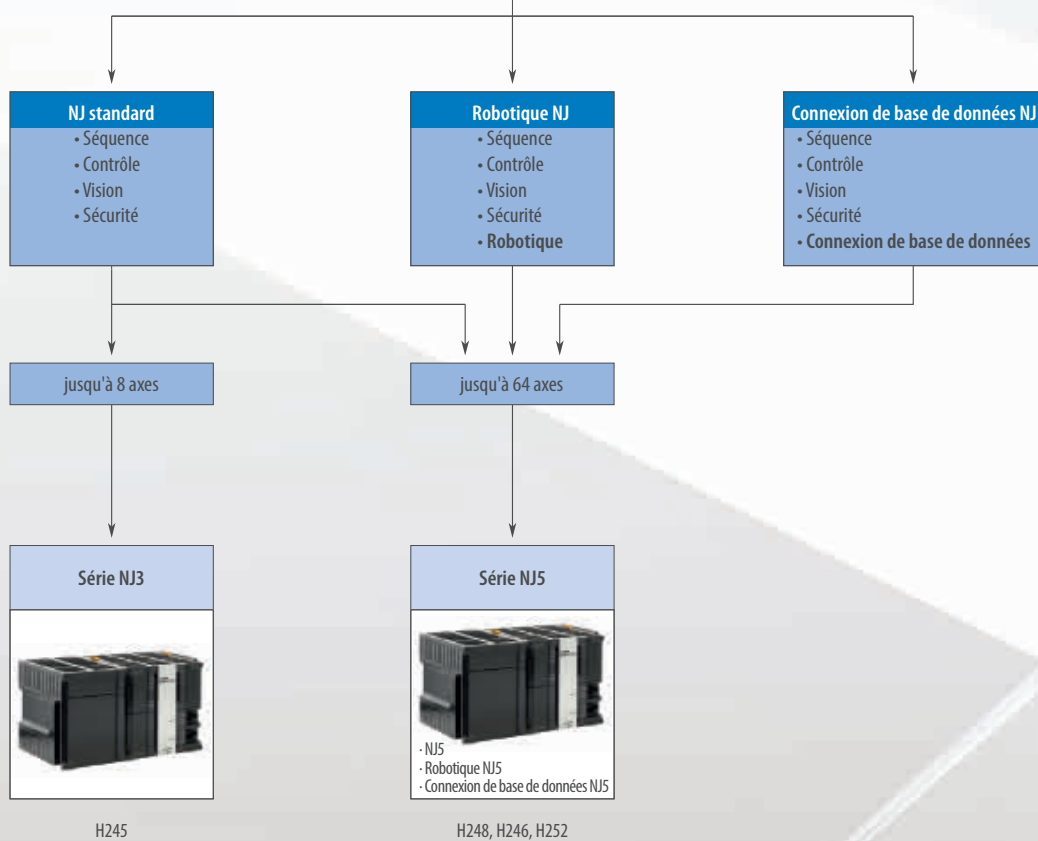 NJ standard
• Séquence
• Contrôle
• Vision
• Sécurité
Robotique NJ
• Séquence
• Contrôle
• Vision
• Sécurité
• Robotique
Connexion de base de données NJ
• Séquence
• Contrôle
• Vision
• Sécurité
• Connexion de base de données
jusqu'à 8 axes
jusqu'à 64 axes
Série NJ3
Série NJ5
· NJ5
· Robotique NJ5
· Connexion de base de données NJ5
H245
H248, H246, H252